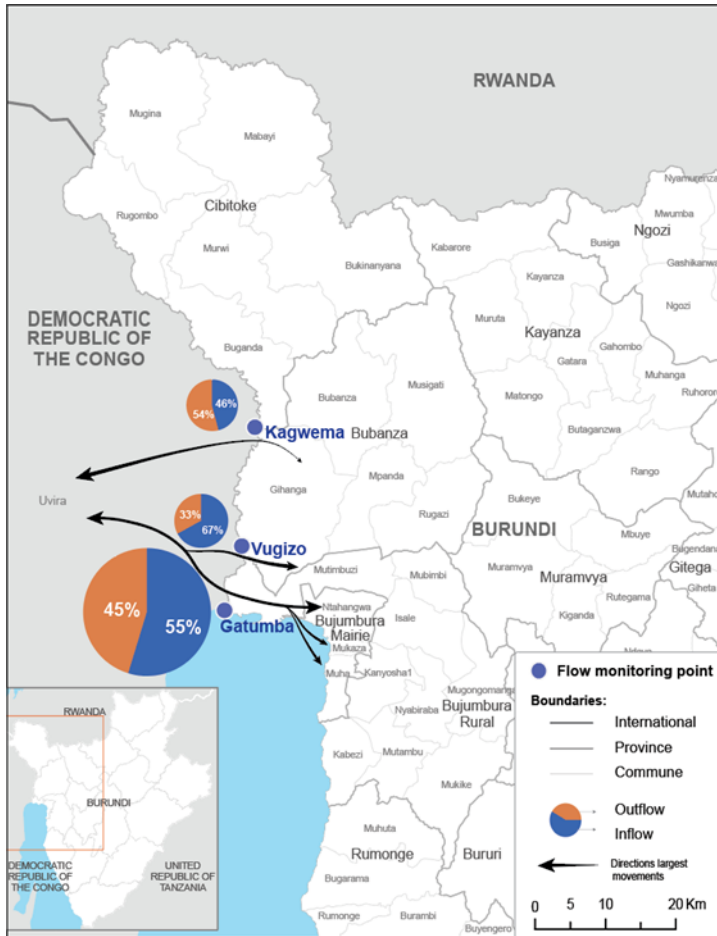 RWANDA
Mugina
Mabayi
Nyamurenza
Mwumba
Cibitoke
Ngozi
Rugombo
Busiga
Murwi
Kabarore
Gashikanwa
Bukinanyana
Kayanza
Ngozi
DEMOCRATIC
REPUBLIC OF
THE CONGO
Muruta
Kayanza
Buganda
Gahombo
Gatara
Musigati
Muhanga
Ruhororo
Bubanza
Matongo
46%
54%
Kagwema
Bubanza
Butaganzwa
Rango
Mpanda
Gihanga
Mutaho
Uvira
Bukeye
33%
67%
Rugazi
BURUNDI
Mbuye
Vugizo
Bugendana
Mutimbuzi
Mubimbi
Muramvya
Gitega
Muramvya
Giheta
Rutegama
45%
55%
Ntahangwa
Gatumba
Isale
Kiganda
Bujumbura
Mairie
Mukaza
Ndava
Muha
Kanyosha1
Mugongomanga
Nyabiraba
Bujumbura
Rural
Kabezi
Mutambu
Mukike
Muhuta
Rumonge
Bururi
Bugarama
Rumonge
Burambi
Buyengero
Flow monitoring point
Boundaries:
International
Province
Commune
Outflow
Inflow
Directions largest
movements
0 5 10 20 Km
RWANDA
BURUNDI
DEMOCRATIC
REPUBLIC OF
THE CONGO
UNITED
REPUBLIC OF
TANZANIA